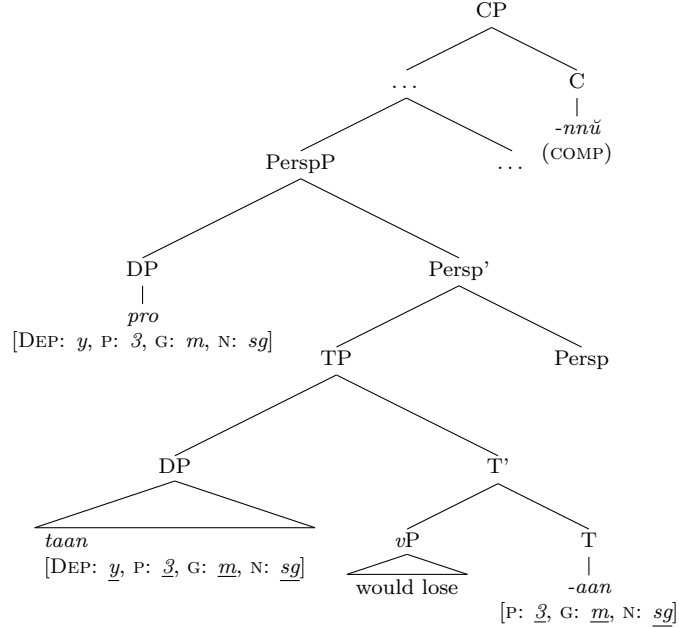 CP
... C
-nnŭ
(COMP)
PerspP ...
DP Persp'
pro
[DEP: y, P: 3, G: m, N: sg]
TP Persp
DP T'
taan
[DEP: y, P: 3, G: m, N: sg]
vP T
would lose
-aan
[P: 3, G: m, N: sg]